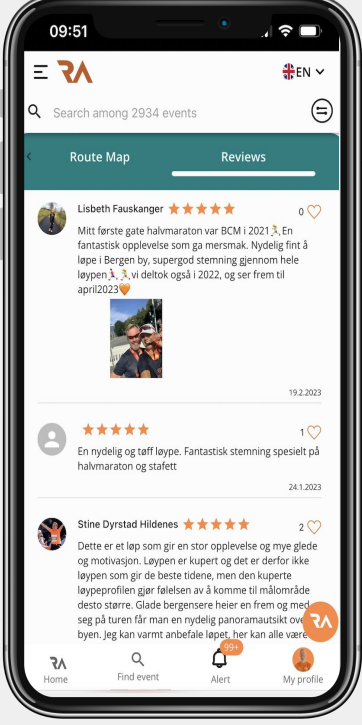 09:51
RA
EN
Search among 2934 events
Route Map
Reviews
Lisbeth Fauskanger
0
Mitt første gate halvmaraton var BCM i 2021🏃En
fantastisk opplevelse som ga mersmak. Nydelig fint å
løpe i Bergen by, supergod stemning gjennom hele
løypen🏃🏃vi deltok også i 2022, og ser frem til
april2023🧡
19.2.2023
1
En nydelig og tøff løype. Fantastisk stemning spesielt på
halvmaraton og stafett
24.1.2023
Stine Dyrstad Hildenes
2
Dette er et løp som gir en stor opplevelse og mye glede
og motivasjon. Løypen er kupert og det er derfor ikke
løypen som gir de beste tidene, men den kuperte
løypeprofilen gjør følelsen av å komme til målområde
desto større. Glade bergensere heier en frem og med
seg på turen får man en nydelig panoramautsikt ove
byen. Jeg kan varmt anbefale løpet, her kan alle være
RA
99+
RA
Home
Find event
Alert
My profile